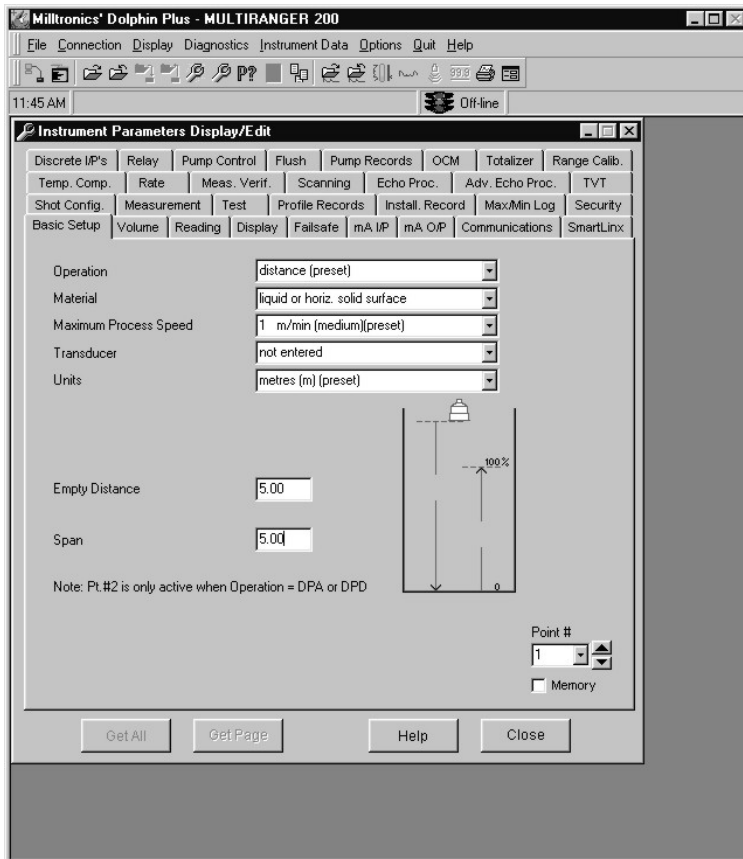 Milltronics' Dolphin Plus - MULTIRANGER 200
File Connection Display Diagnostics Instrument Data Options Quit Help
P? 99.9
11:45 AM Off-line
Instrument Parameters Display/Edit
Discrete I/P's Relay Pump Control Flush Pump Records OCM Totalizer Range Calib.
Temp. Comp. Rate Meas. Verif. Scanning Echo Proc. Adv. Echo Proc. TVT
Shot Config. Measurement Test Profile Records Install. Record Max/Min Log Security
Basic Setup Volume Reading Display Failsafe mA I/P mA O/P Communications SmartLinx
Operation distance (preset)
Material liquid or horiz. solid surface
Maximum Process Speed 1 m/min (medium)(preset)
Transducer not entered
Units metres (m) (preset)
100%
Empty Distance 5.00
Span 5.00
0
Note: Pt.#2 is only active when Operation = DPA or DPD
Point #
1
Memory
Get All Get Page Help Close